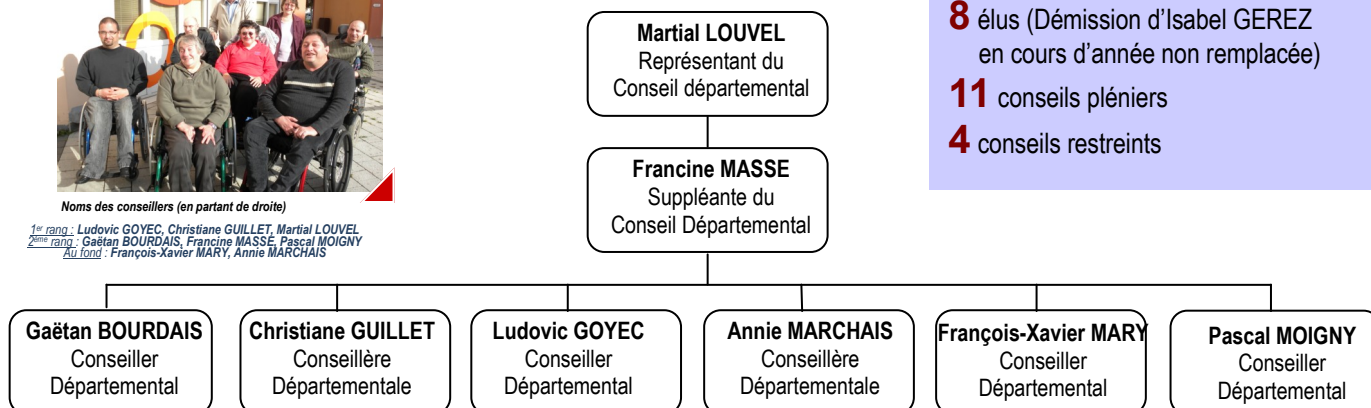 Martial LOUVEL
Représentant du
Conseil départemental
8 élus (Démission d’Isabel GEREZ
en cours d’année non remplacée)
11 conseils pléniers
4 conseils restreints
Francine MASSE
Suppléante du
Conseil Départemental
Noms des conseillers (en partant de droite)
1er rang : Ludovic GOYEC, Christiane GUILLET, Martial LOUVEL
2ème rang : Gaëtan BOURDAIS, Francine MASSÉ, Pascal MOIGNY
Au fond : François-Xavier MARY, Annie MARCHAIS
Gaëtan BOURDAIS
Conseiller
Départemental
Christiane GUILLET
Conseillère
Départementale
Ludovic GOYEC
Conseiller
Départemental
Annie MARCHAIS
Conseillère
Départementale
François-Xavier MARY
Conseiller
Départemental
Pascal MOIGNY
Conseiller
Départemental